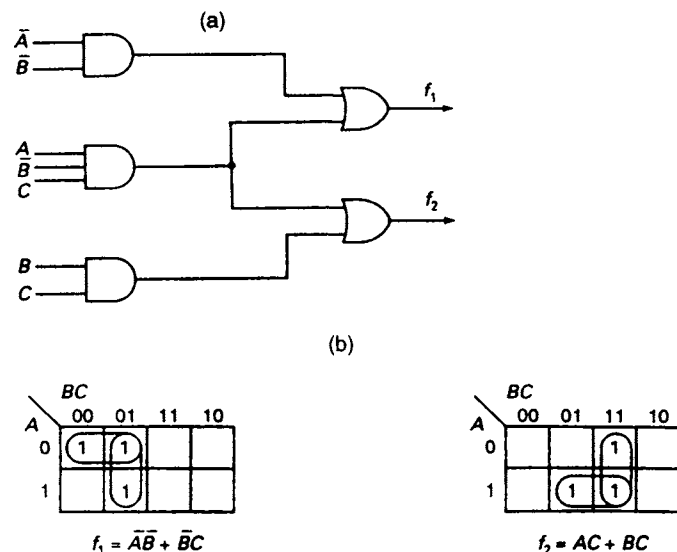 (a)
A̅
B̅
f₁
A
B̅
C
f₂
B
C
(b)
BC
A 00 01 11 10
0 1 1
1 1
f₁ = A̅B̅ + B̅C
BC
A 00 01 11 10
0 1
1 1 1
f₂ = AC + BC